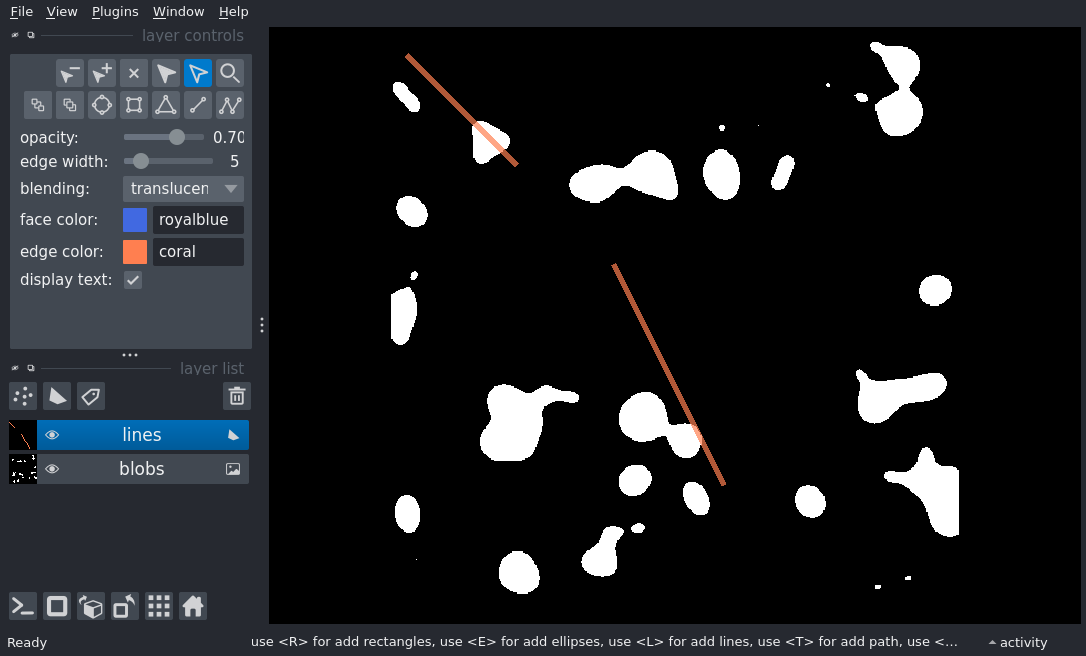 File View Plugins Window Help
layer controls
opacity: 0.70
edge width: 5
blending: translucen
face color: royalblue
edge color: coral
display text:
layer list
lines
blobs
Ready use <R> for add rectangles, use <E> for add ellipses, use <L> for add lines, use <T> for add path, use <... activity